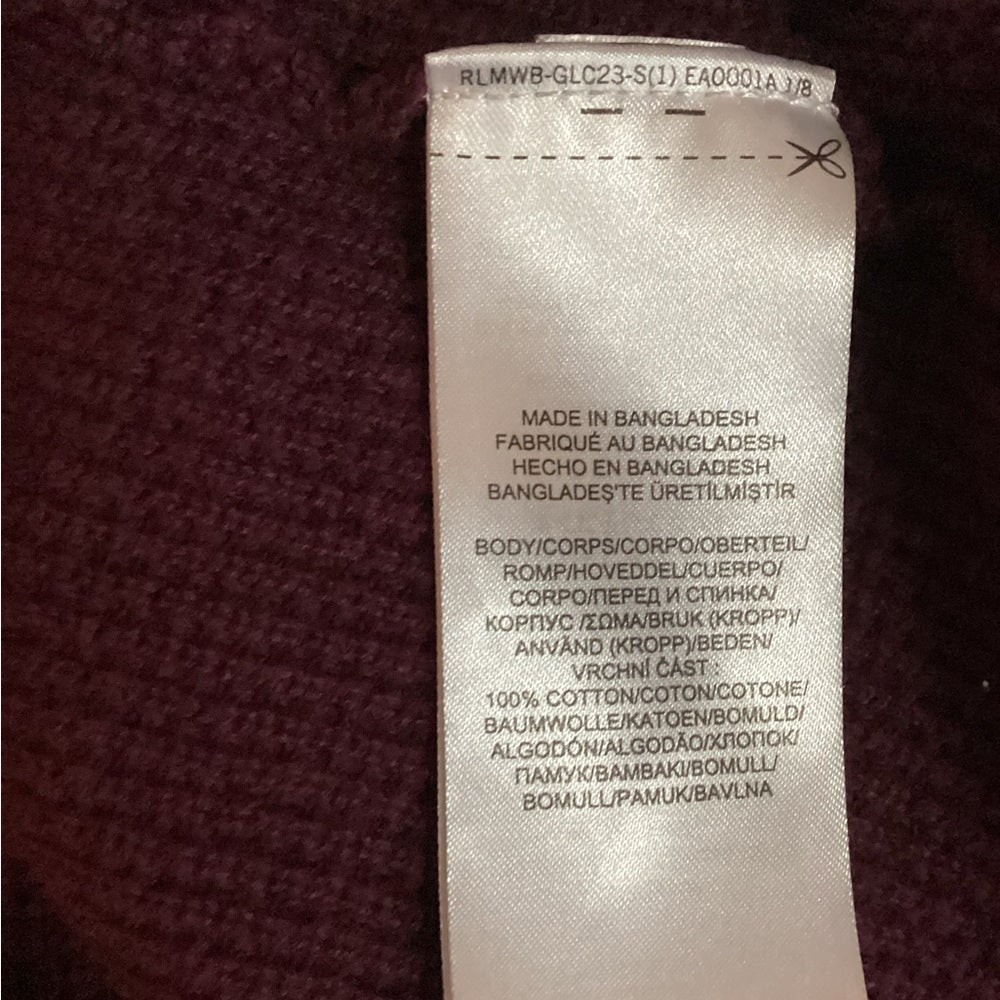 RLMWB-GLC23-S(1) EA0001A 1/8
MADE IN BANGLADESH
FABRIQUÉ AU BANGLADESH
HECHO EN BANGLADESH
BANGLADEŞ'TE ÜRETİLMİŞTİR
BODY/CORPS/CORPO/OBERTEIL/
ROMP/HOVEDDEL/CUERPO/
CORPO/ПЕРЕД И СПИНКА/
КОРПУС /ΣΩΜΑ/BRUK (KROPP)/
ANVÄND (KROPP)/BEDEN/
VRCHNÍ ČÁST :
100% COTTON/COTON/COTONE/
BAUMWOLLE/KATOEN/BOMULD/
ALGODÓN/ALGODÃO/ХЛОПОК/
ПАМУК/ΒΑΜΒΑΚΙ/BOMULL/
BOMULL/PAMUK/BAVLNA